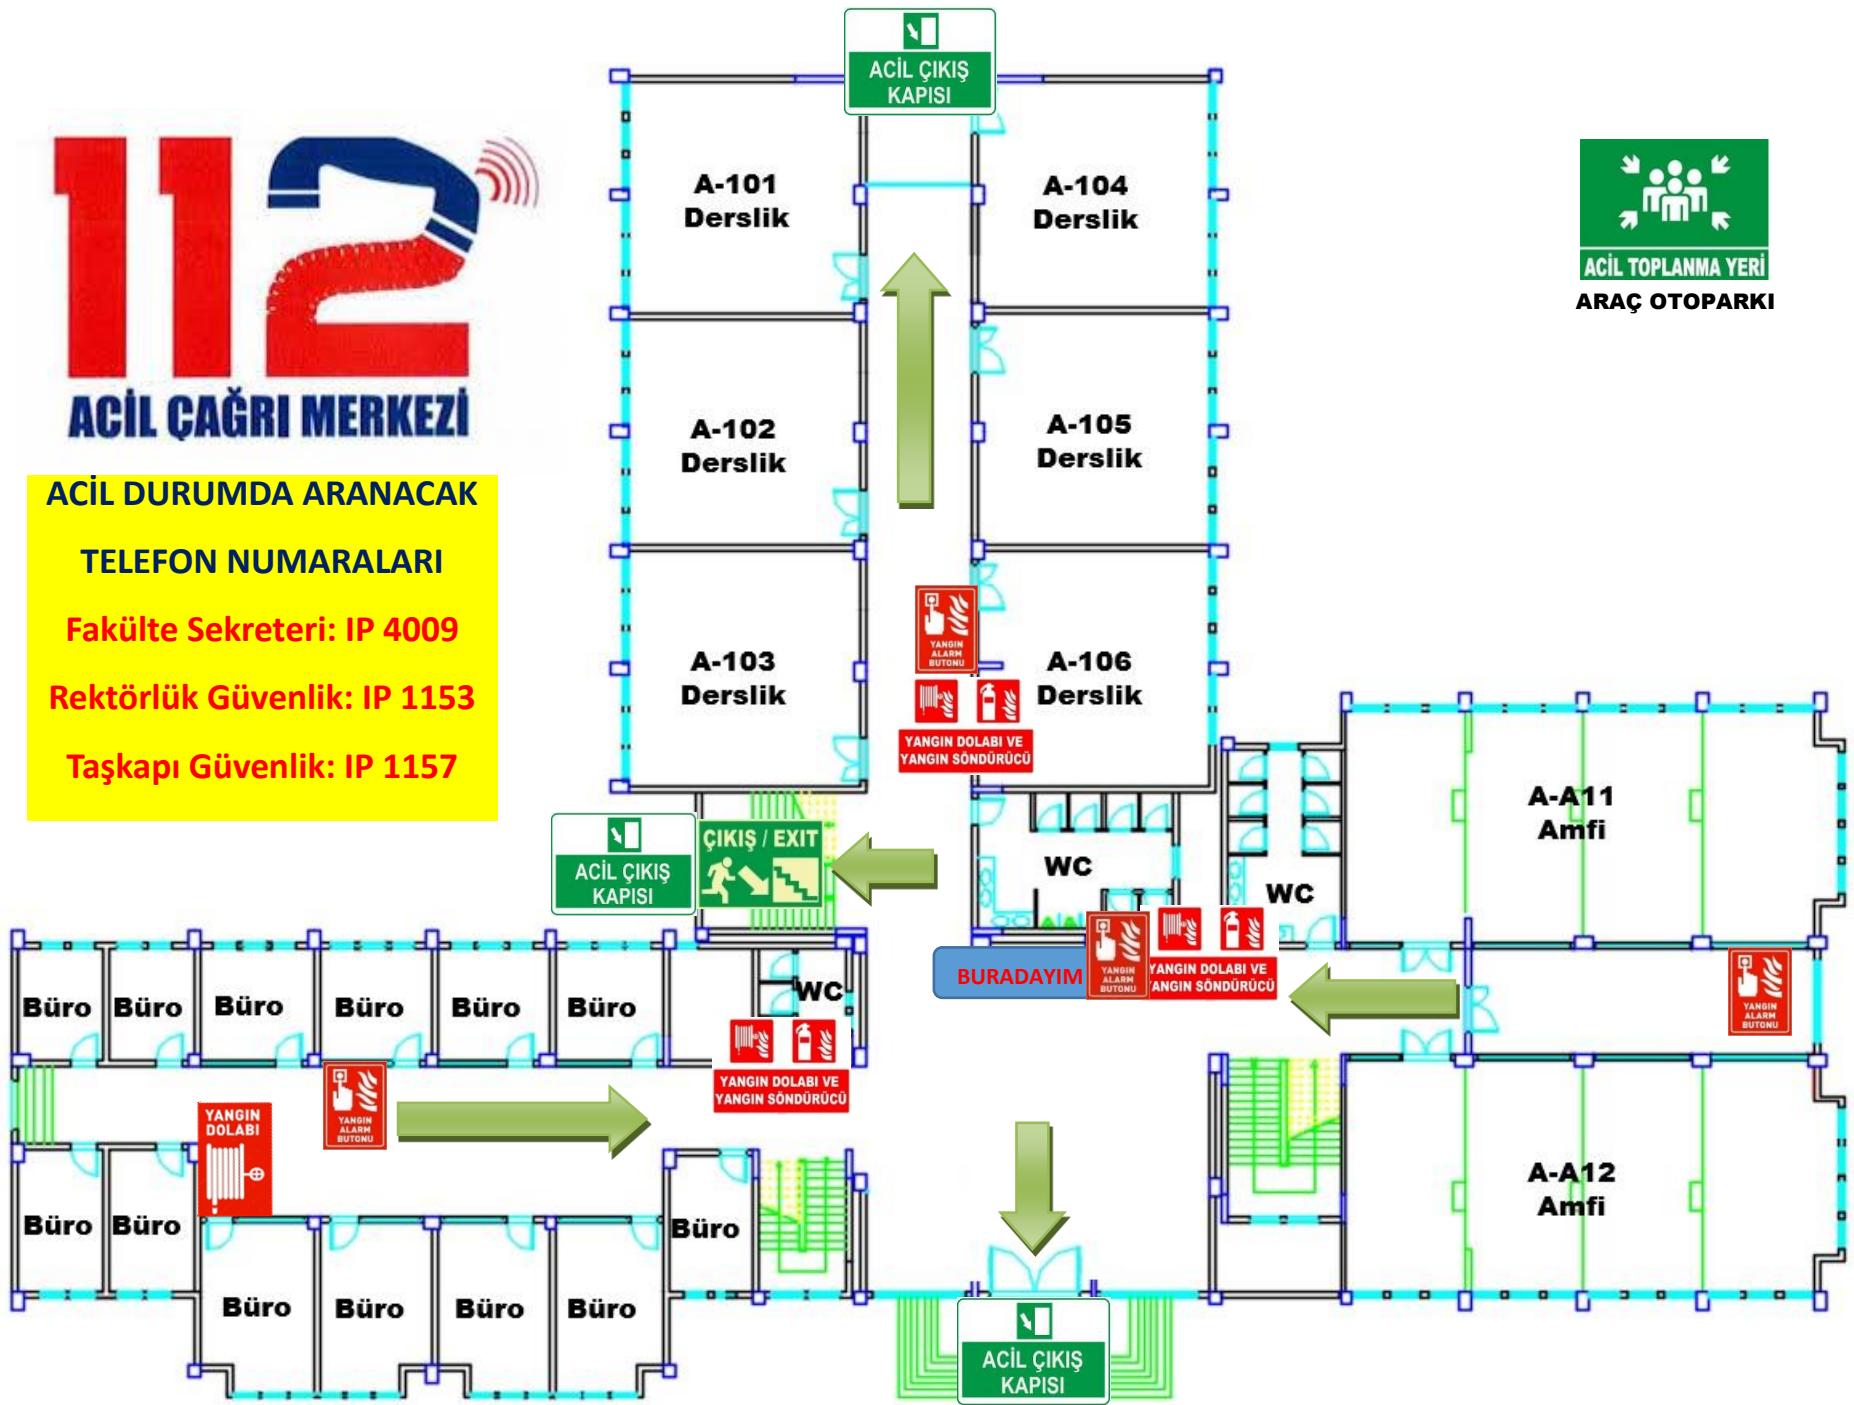 ACİL ÇIKIŞ
KAPISI
112
ACİL ÇAĞRI MERKEZİ
ACİL TOPLANMA YERİ
ARAÇ OTOPARKI
ACİL DURUMDA ARANACAK
TELEFON NUMARALARI
Fakülte Sekreteri: IP 4009
Rektörlük Güvenlik: IP 1153
Taşkapı Güvenlik: IP 1157
A-101
Derslik
A-104
Derslik
A-102
Derslik
A-105
Derslik
A-103
Derslik
A-106
Derslik
YANGIN
ALARM
BUTONU
YANGIN DOLABI VE
YANGIN SÖNDÜRÜCÜ
ACİL ÇIKIŞ
KAPISI
ÇIKIŞ / EXIT
WC
WC
A-A11
Amfi
BURADAYIM
YANGIN
ALARM
BUTONU
YANGIN DOLABI VE
YANGIN SÖNDÜRÜCÜ
YANGIN
ALARM
BUTONU
Büro
Büro
Büro
Büro
Büro
Büro
WC
YANGIN DOLABI VE
YANGIN SÖNDÜRÜCÜ
YANGIN
DOLABI
YANGIN
ALARM
BUTONU
A-A12
Amfi
Büro
Büro
Büro
Büro
Büro
Büro
Büro
ACİL ÇIKIŞ
KAPISI